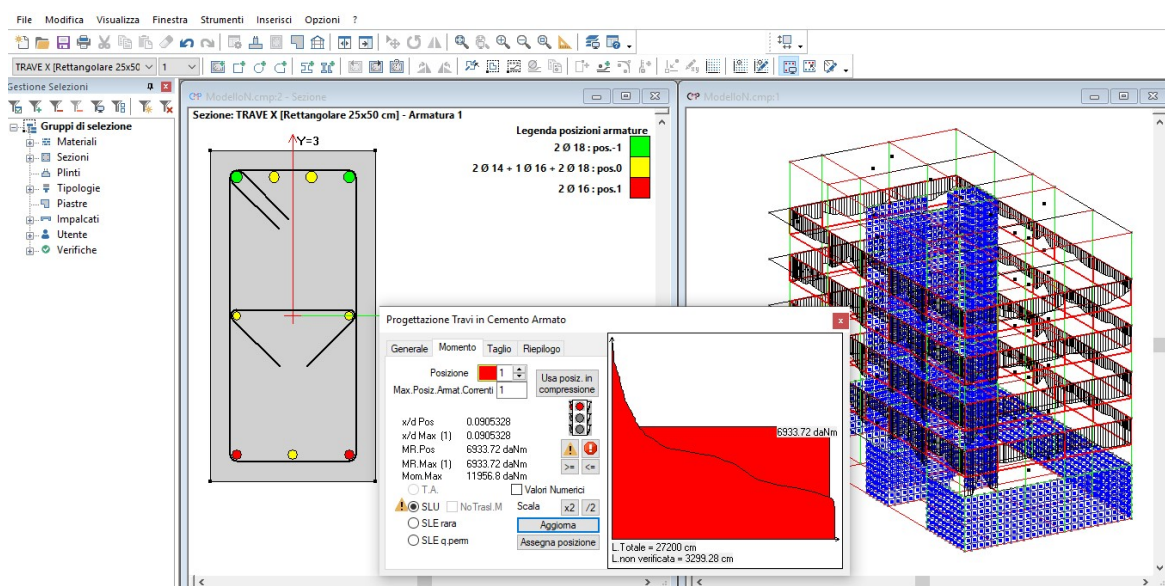 File Modifica Visualizza Finestra Strumenti Inserisci Opzioni ?
TRAVE X [Rettangolare 25x50 1
Gestione Selezioni
Gruppi di selezione
Materiali
Sezioni
Plinti
Tipologie
Piastre
Impalcati
Utente
Verifiche
ModelloN.cmp:2 - Sezione
Sezione: TRAVE X [Rettangolare 25x50 cm] - Armatura 1
Legenda posizioni armature
Y=3
2 Ø 18 : pos.-1
2 Ø 14 + 1 Ø 16 + 2 Ø 18 : pos.0
2 Ø 16 : pos.1
ModelloN.cmp:1
Progettazione Travi in Cemento Armato
Generale Momento Taglio Riepilogo
Posizione 1
Max.Posiz.Armat.Correnti 1
Usa posiz. in
compressione
x/d Pos 0.0905328
x/d Max (1) 0.0905328
MR.Pos 6933.72 daNm
MR.Max (1) 6933.72 daNm
Mom.Max 11956.8 daNm
>= <=
T.A. Valori Numerici
SLU NoTrasl.M Scala x2 /2
SLE rara Aggiorna
SLE q.perm Assegna posizione
6933.72 daNm
L.Totale = 27200 cm
L.non verificata = 3299.28 cm